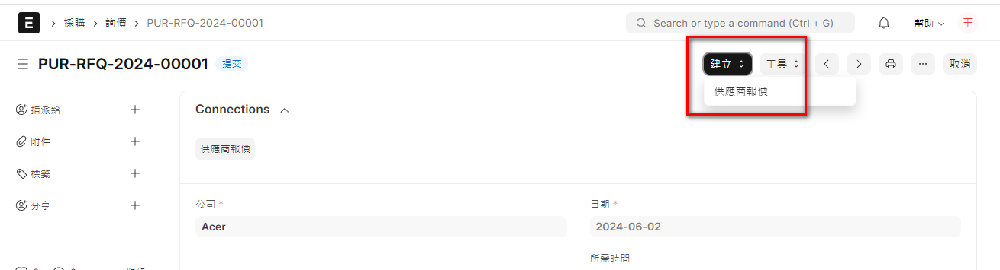 E 採購 詢價 PUR-RFQ-2024-00001 Search or type a command (Ctrl + G) 幫助 王
PUR-RFQ-2024-00001 提交 建立 工具 取消
供應商報價
指派給
Connections
附件
供應商報價
標籤
分享
公司 *
日期 *
Acer
2024-06-02
所需時間